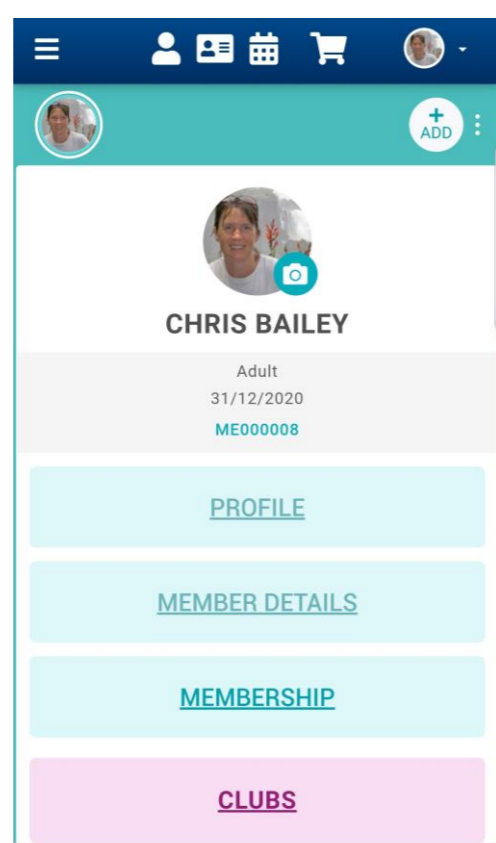 ADD
CHRIS BAILEY
Adult
31/12/2020
ME000008
PROFILE
MEMBER DETAILS
MEMBERSHIP
CLUBS